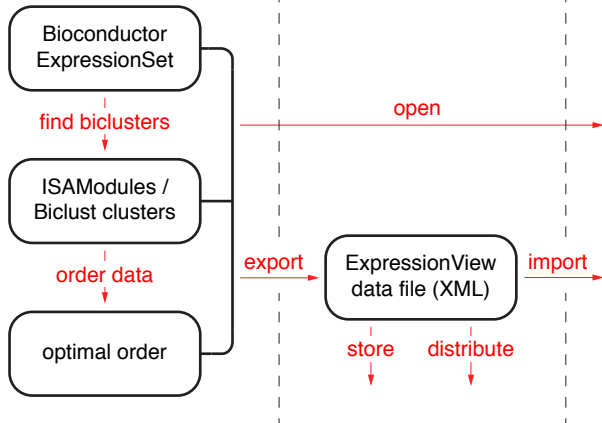 Bioconductor
ExpressionSet
find biclusters
open
ISAModules /
Biclust clusters
order data
export
ExpressionView
data file (XML)
import
optimal order
store
distribute